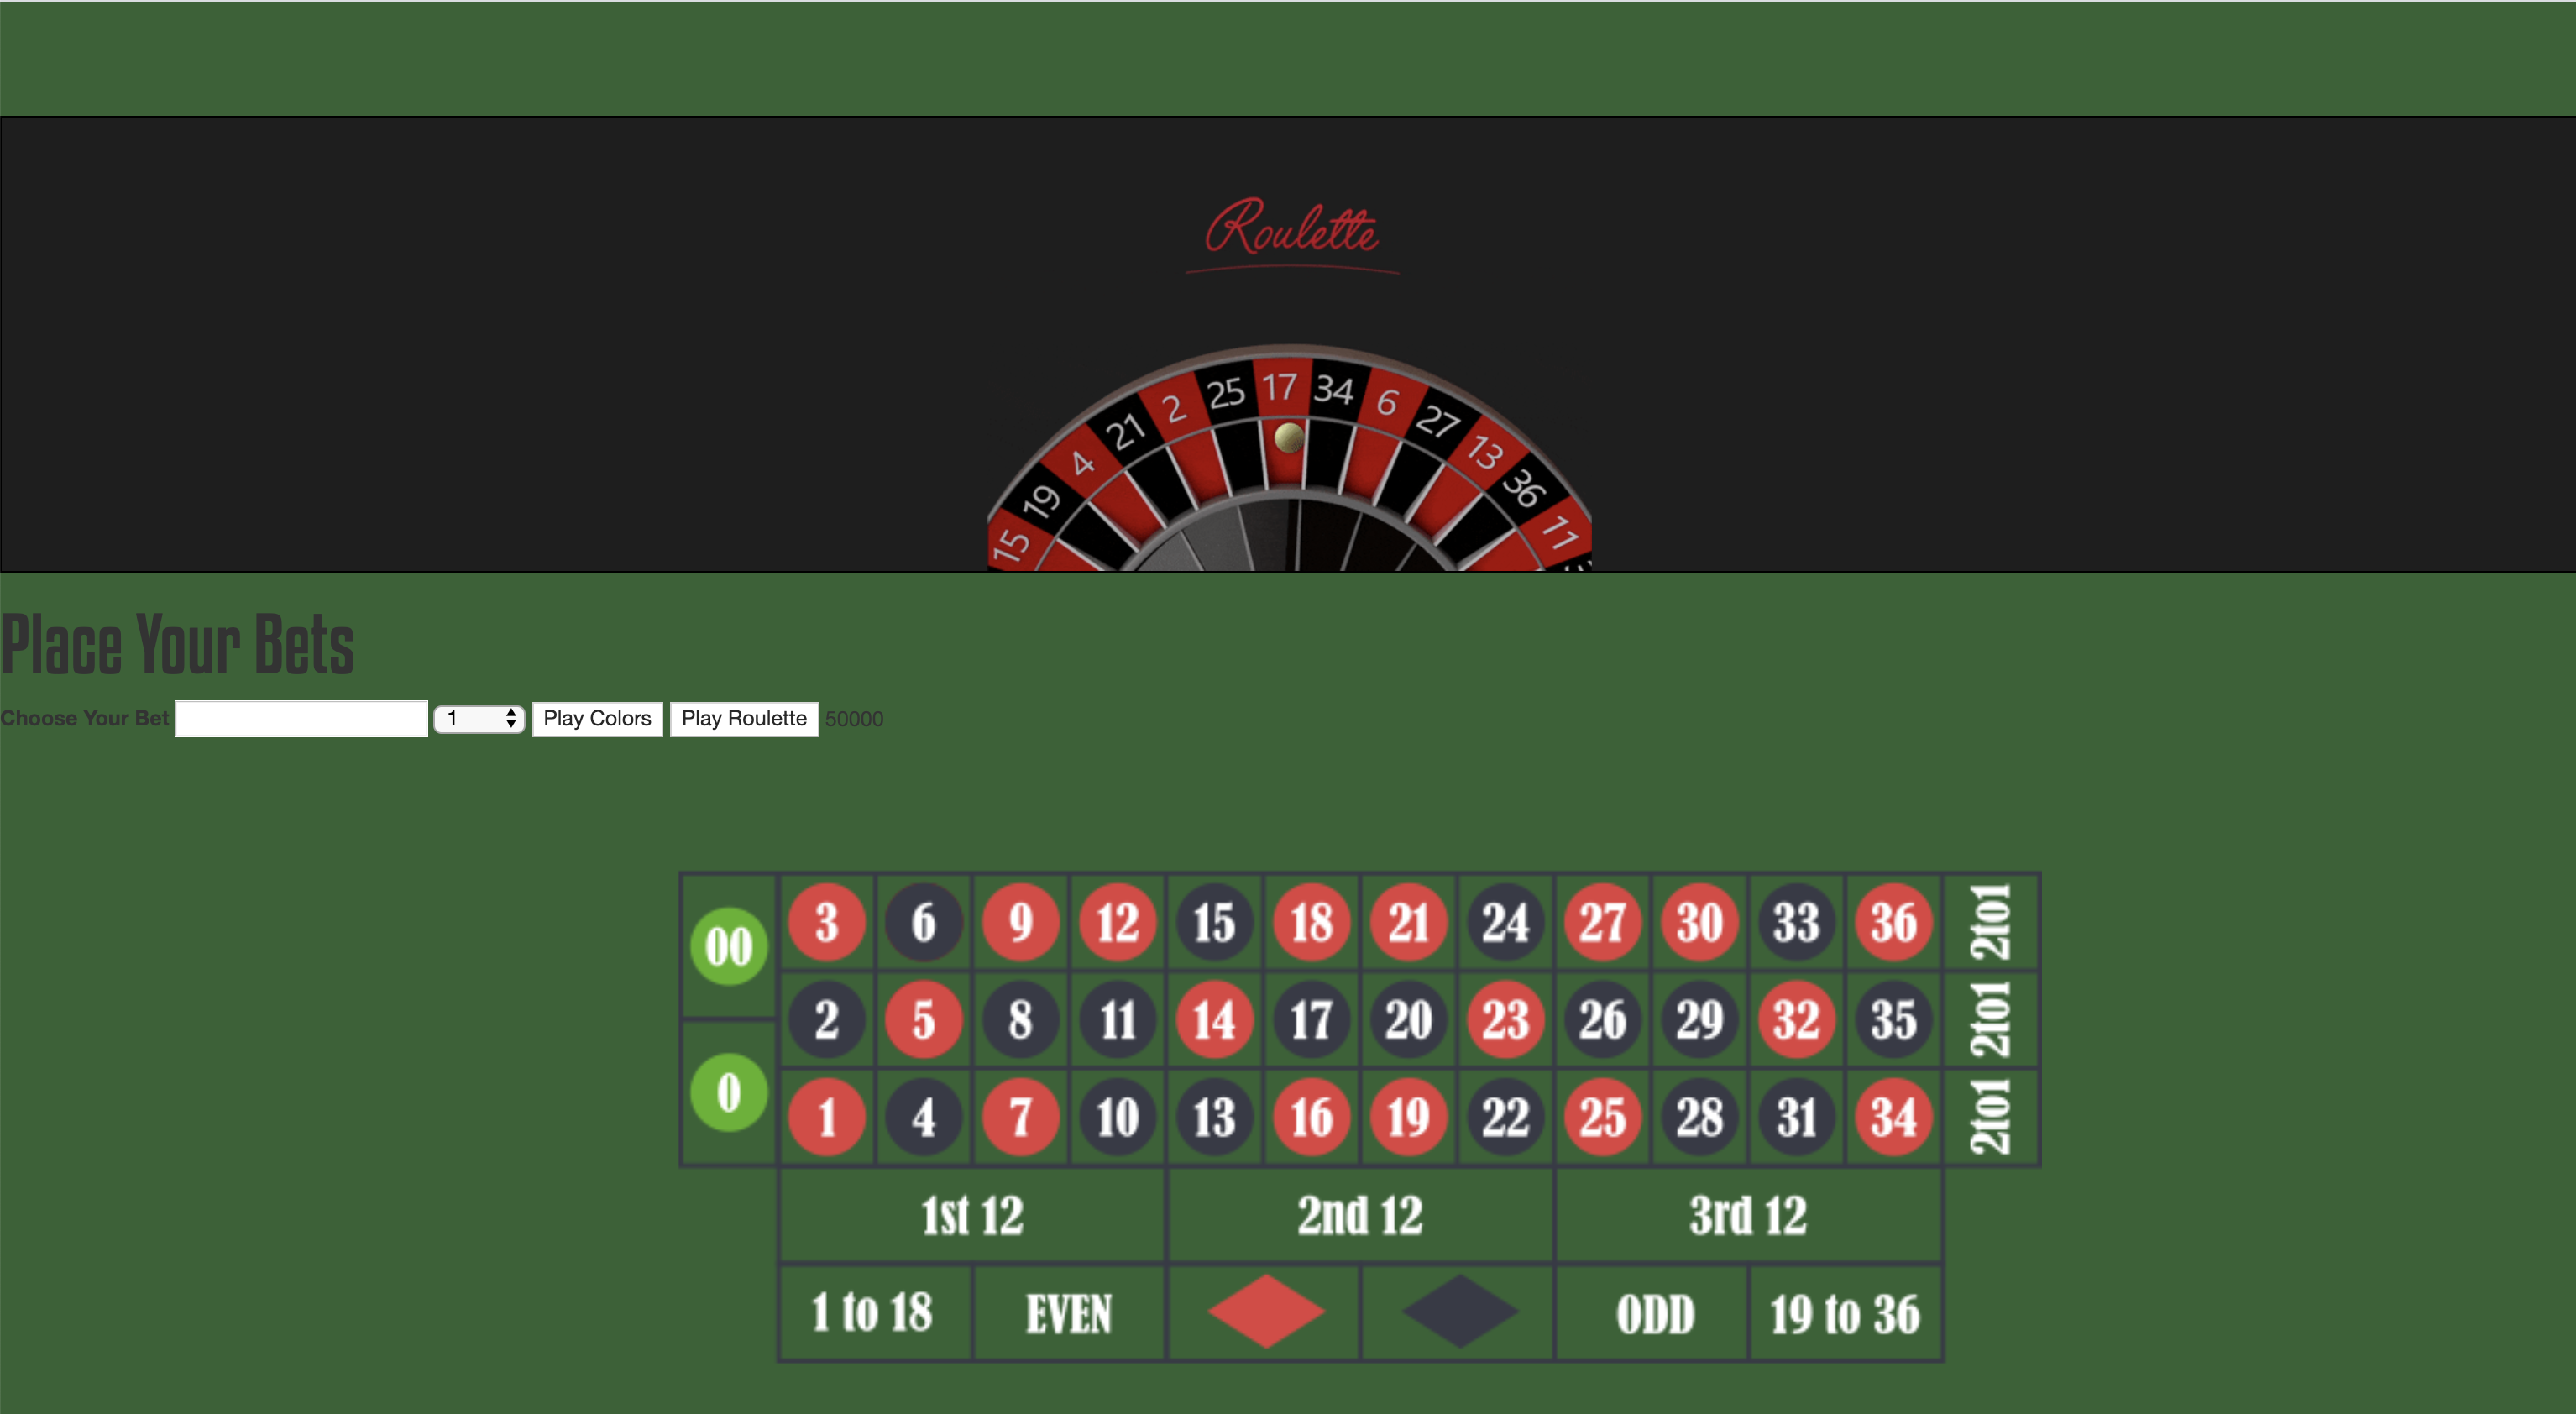 Roulette
15 19 4 21 2 25 17 34 6 27 13 36 11
Place Your Bets
Choose Your Bet 1 Play Colors Play Roulette 50000
00 3 6 9 12 15 18 21 24 27 30 33 36 2to1
2 5 8 11 14 17 20 23 26 29 32 35 2to1
0 1 4 7 10 13 16 19 22 25 28 31 34 2to1
1st 12 2nd 12 3rd 12
1 to 18 EVEN ODD 19 to 36